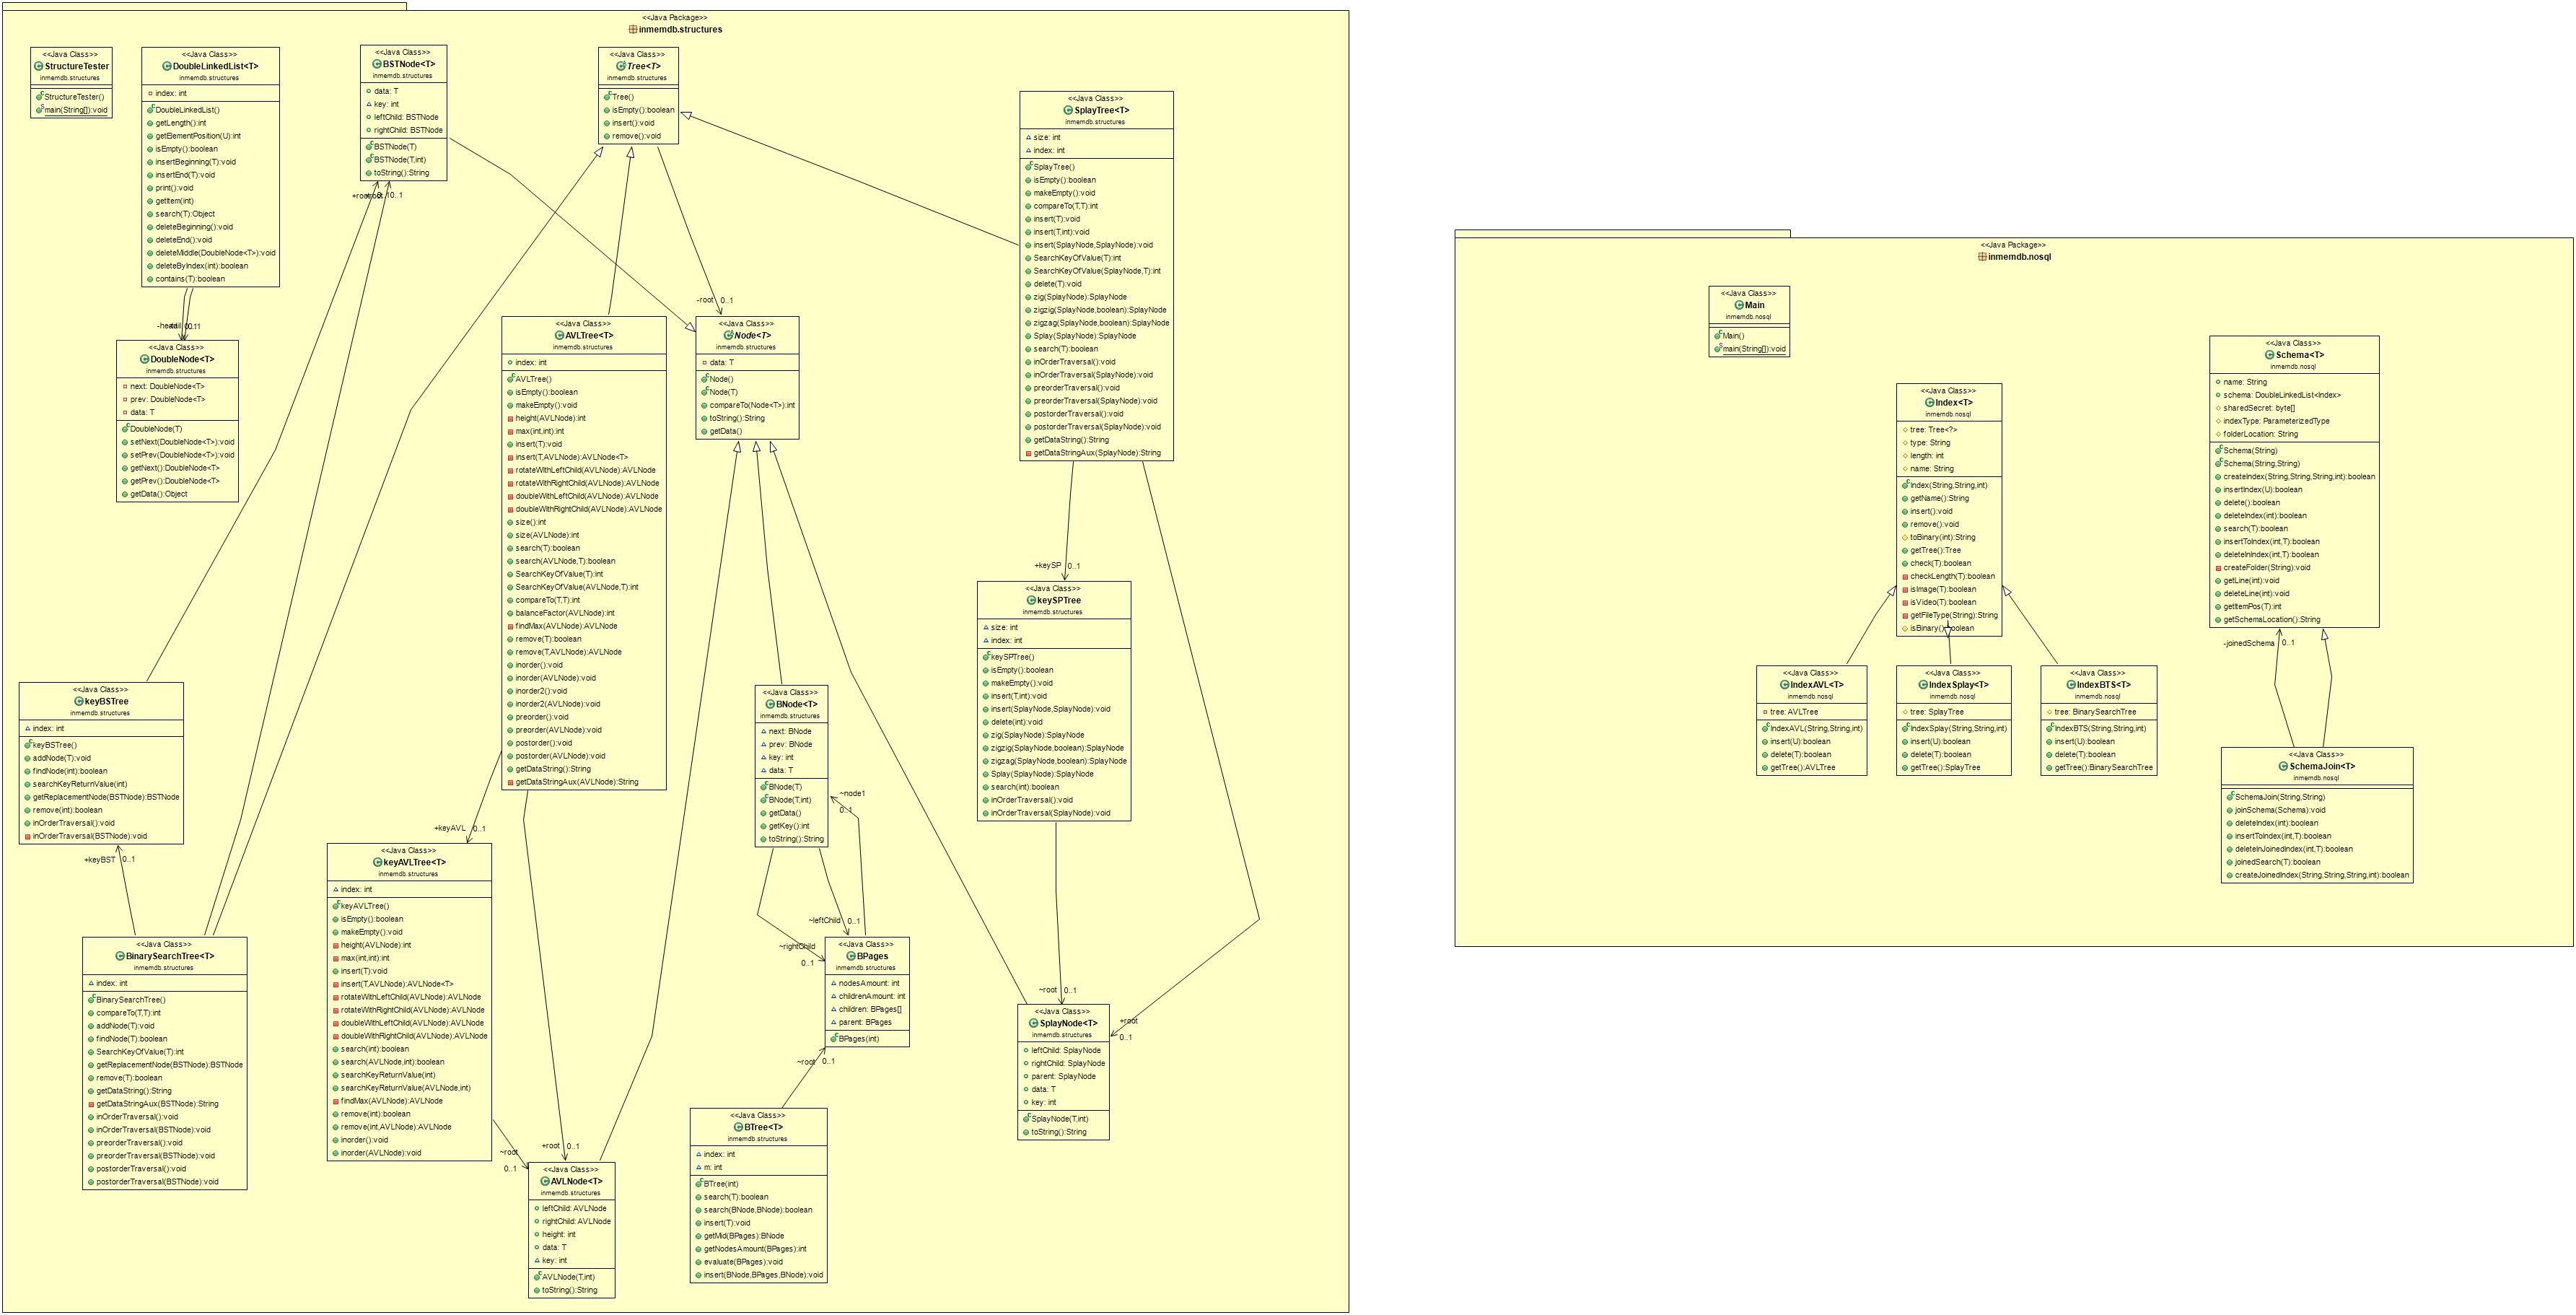 <<Java Package>>
inmemdb.structures
<<Java Class>>
StructureTester
inmemdb.structures
StructureTester()
main(String[]):void
<<Java Class>>
DoubleLinkedList<T>
inmemdb.structures
index: int
DoubleLinkedList()
getLength():int
getElementPosition(U):int
isEmpty():boolean
insertBeginning(T):void
insertEnd(T):void
print():void
getItem(int)
search(T):Object
deleteBeginning():void
deleteEnd():void
deleteMiddle(DoubleNode<T>):void
deleteByIndex(int):boolean
contains(T):boolean
<<Java Class>>
DoubleNode<T>
inmemdb.structures
next: DoubleNode<T>
prev: DoubleNode<T>
data: T
DoubleNode(T)
setNext(DoubleNode<T>):void
setPrev(DoubleNode<T>):void
getNext():DoubleNode<T>
getPrev():DoubleNode<T>
getData():Object
<<Java Class>>
BSTNode<T>
inmemdb.structures
data: T
key: int
leftChild: BSTNode
rightChild: BSTNode
BSTNode(T)
BSTNode(T,int)
toString():String
<<Java Class>>
Tree<T>
inmemdb.structures
Tree()
isEmpty():boolean
insert():void
remove():void
-root 0..1
<<Java Class>>
SplayTree<T>
inmemdb.structures
size: int
index: int
SplayTree()
isEmpty():boolean
makeEmpty():void
compareTo(T,T):int
insert(T):void
insert(T,int):void
insert(SplayNode,SplayNode):void
SearchKeyOfValue(T):int
SearchKeyOfValue(SplayNode,T):int
delete(T):void
zig(SplayNode):SplayNode
zigzig(SplayNode,boolean):SplayNode
zigzag(SplayNode,boolean):SplayNode
Splay(SplayNode):SplayNode
search(T):boolean
inOrderTraversal():void
inOrderTraversal(SplayNode):void
preorderTraversal():void
preorderTraversal(SplayNode):void
postorderTraversal():void
postorderTraversal(SplayNode):void
getDataString():String
getDataStringAux(SplayNode):String
<<Java Class>>
AVLTree<T>
inmemdb.structures
index: int
AVLTree()
isEmpty():boolean
makeEmpty():void
height(AVLNode):int
max(int,int):int
insert(T):void
insert(T,AVLNode):AVLNode<T>
rotateWithLeftChild(AVLNode):AVLNode
rotateWithRightChild(AVLNode):AVLNode
doubleWithLeftChild(AVLNode):AVLNode
doubleWithRightChild(AVLNode):AVLNode
size():int
size(AVLNode):int
search(T):boolean
search(AVLNode,T):boolean
SearchKeyOfValue(T):int
SearchKeyOfValue(AVLNode,T):int
compareTo(T,T):int
balanceFactor(AVLNode):int
findMax(AVLNode):AVLNode
remove(T):boolean
remove(T,AVLNode):AVLNode
inorder():void
inorder(AVLNode):void
inorder2():void
inorder2(AVLNode):void
preorder():void
preorder(AVLNode):void
postorder():void
postorder(AVLNode):void
getDataString():String
getDataStringAux(AVLNode):String
<<Java Class>>
Node<T>
inmemdb.structures
data: T
Node()
Node(T)
compareTo(Node<T>):int
toString():String
getData()
+keySP 0..1
<<Java Class>>
keySPTree
inmemdb.structures
size: int
index: int
keySPTree()
isEmpty():boolean
makeEmpty():void
insert(T,int):void
insert(SplayNode,SplayNode):void
delete(int):void
zig(SplayNode):SplayNode
zigzig(SplayNode,boolean):SplayNode
zigzag(SplayNode,boolean):SplayNode
Splay(SplayNode):SplayNode
search(int):boolean
inOrderTraversal():void
inOrderTraversal(SplayNode):void
<<Java Class>>
keyBSTree
inmemdb.structures
index: int
keyBSTree()
addNode(T):void
findNode(int):boolean
searchKeyReturnValue(int)
getReplacementNode(BSTNode):BSTNode
remove(int):boolean
inOrderTraversal():void
inOrderTraversal(BSTNode):void
+keyBST 0..1
<<Java Class>>
BNode<T>
inmemdb.structures
next: BNode
prev: BNode
key: int
data: T
BNode(T)
BNode(T,int)
getData()
getKey():int
toString():String
~node1
0..1
+keyAVL 0..1
<<Java Class>>
keyAVLTree<T>
inmemdb.structures
index: int
keyAVLTree()
isEmpty():boolean
makeEmpty():void
height(AVLNode):int
max(int,int):int
insert(T):void
insert(T,AVLNode):AVLNode<T>
rotateWithLeftChild(AVLNode):AVLNode
rotateWithRightChild(AVLNode):AVLNode
doubleWithLeftChild(AVLNode):AVLNode
doubleWithRightChild(AVLNode):AVLNode
search(int):boolean
search(AVLNode,int):boolean
searchKeyReturnValue(int)
searchKeyReturnValue(AVLNode,int)
findMax(AVLNode):AVLNode
remove(int):boolean
remove(int,AVLNode):AVLNode
inorder():void
inorder(AVLNode):void
~root
0..1
<<Java Class>>
BinarySearchTree<T>
inmemdb.structures
index: int
BinarySearchTree()
compareTo(T,T):int
addNode(T):void
findNode(T):boolean
SearchKeyOfValue(T):int
getReplacementNode(BSTNode):BSTNode
remove(T):boolean
getDataString():String
getDataStringAux(BSTNode):String
inOrderTraversal():void
inOrderTraversal(BSTNode):void
preorderTraversal():void
preorderTraversal(BSTNode):void
postorderTraversal():void
postorderTraversal(BSTNode):void
~leftChild 0..1
~rightChild
0..1
<<Java Class>>
BPages
inmemdb.structures
nodesAmount: int
childrenAmount: int
children: BPages[]
parent: BPages
BPages(int)
~root 0..1
<<Java Class>>
BTree<T>
inmemdb.structures
index: int
m: int
BTree(int)
search(T):boolean
search(BNode,BNode):boolean
insert(T):void
getMid(BPages):BNode
getNodesAmount(BPages):int
evaluate(BPages):void
insert(BNode,BPages,BNode):void
~root 0..1
+root
0..1
<<Java Class>>
SplayNode<T>
inmemdb.structures
leftChild: SplayNode
rightChild: SplayNode
parent: SplayNode
data: T
key: int
SplayNode(T,int)
toString():String
+root 0..1
<<Java Class>>
AVLNode<T>
inmemdb.structures
leftChild: AVLNode
rightChild: AVLNode
height: int
data: T
key: int
AVLNode(T,int)
toString():String
<<Java Package>>
inmemdb.nosql
<<Java Class>>
Main
inmemdb.nosql
Main()
main(String[]):void
<<Java Class>>
Index<T>
inmemdb.nosql
tree: Tree<?>
type: String
length: int
name: String
Index(String,String,int)
getName():String
insert():void
remove():void
toBinary(int):String
getTree():Tree
check(T):boolean
checkLength(T):boolean
isImage(T):boolean
isVideo(T):boolean
getFileType(String):String
isBinary():boolean
<<Java Class>>
IndexAVL<T>
inmemdb.nosql
tree: AVLTree
IndexAVL(String,String,int)
insert(U):boolean
delete(T):boolean
getTree():AVLTree
<<Java Class>>
IndexSplay<T>
inmemdb.nosql
tree: SplayTree
IndexSplay(String,String,int)
insert(U):boolean
delete(T):boolean
getTree():SplayTree
<<Java Class>>
IndexBTS<T>
inmemdb.nosql
tree: BinarySearchTree
IndexBTS(String,String,int)
insert(U):boolean
delete(T):boolean
getTree():BinarySearchTree
<<Java Class>>
Schema<T>
inmemdb.nosql
name: String
schema: DoubleLinkedList<Index>
sharedSecret: byte[]
indexType: ParameterizedType
folderLocation: String
Schema(String)
Schema(String,String)
createIndex(String,String,String,int):boolean
insertIndex(U):boolean
delete():boolean
deleteIndex(int):boolean
search(T):boolean
insertToIndex(int,T):boolean
deleteInIndex(int,T):boolean
createFolder(String):void
getLine(int):void
deleteLine(int):void
getItemPos(T):int
getSchemaLocation():String
-joinedSchema 0..1
<<Java Class>>
SchemaJoin<T>
inmemdb.nosql
SchemaJoin(String,String)
joinSchema(Schema):void
deleteIndex(int):boolean
insertToIndex(int,T):boolean
deleteInJoinedIndex(int,T):boolean
joinedSearch(T):boolean
createJoinedIndex(String,String,String,int):boolean